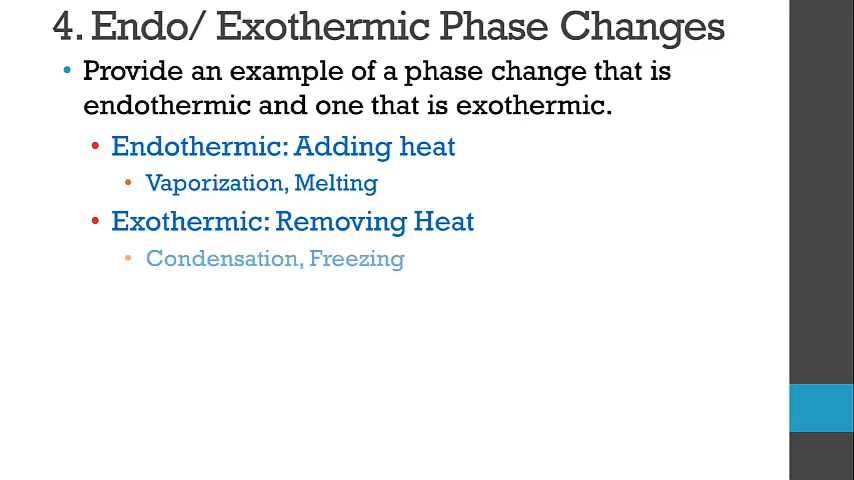 4. Endo/ Exothermic Phase Changes
• Provide an example of a phase change that is
endothermic and one that is exothermic.
• Endothermic: Adding heat
• Vaporization, Melting
• Exothermic: Removing Heat
• Condensation, Freezing